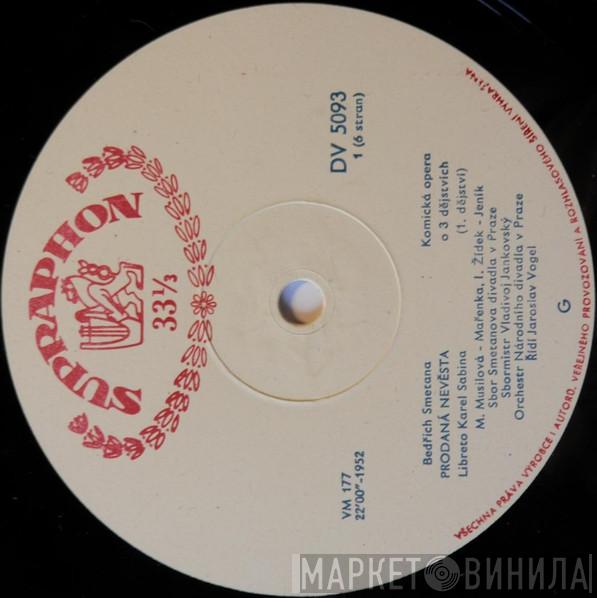 SUPRAPHON
33⅓
DV 5093
1 (6 stran)
VM 177
22'00"-1952
Bedřich Smetana
PRODANÁ NEVĚSTA
Libreto Karel Sabina
Komická opera
o 3 dějstvích
(1. dějství)
M. Musilová - Mařenka, I. Žídek - Jeník
Sbor Smetanova divadla v Praze
Sbormistr Vladivoj Jankovský
Orchestr Národního divadla v Praze
Řídí Jaroslav Vogel
G
VŠECHNA PRÁVA VÝROBCE I AUTORŮ, VEŘEJNÉHO PROVOZOVÁNÍ A ROZHLASOVÉHO ŠÍŘENÍ VYHRAŽENA
МАРКЕТ ВИНИЛА